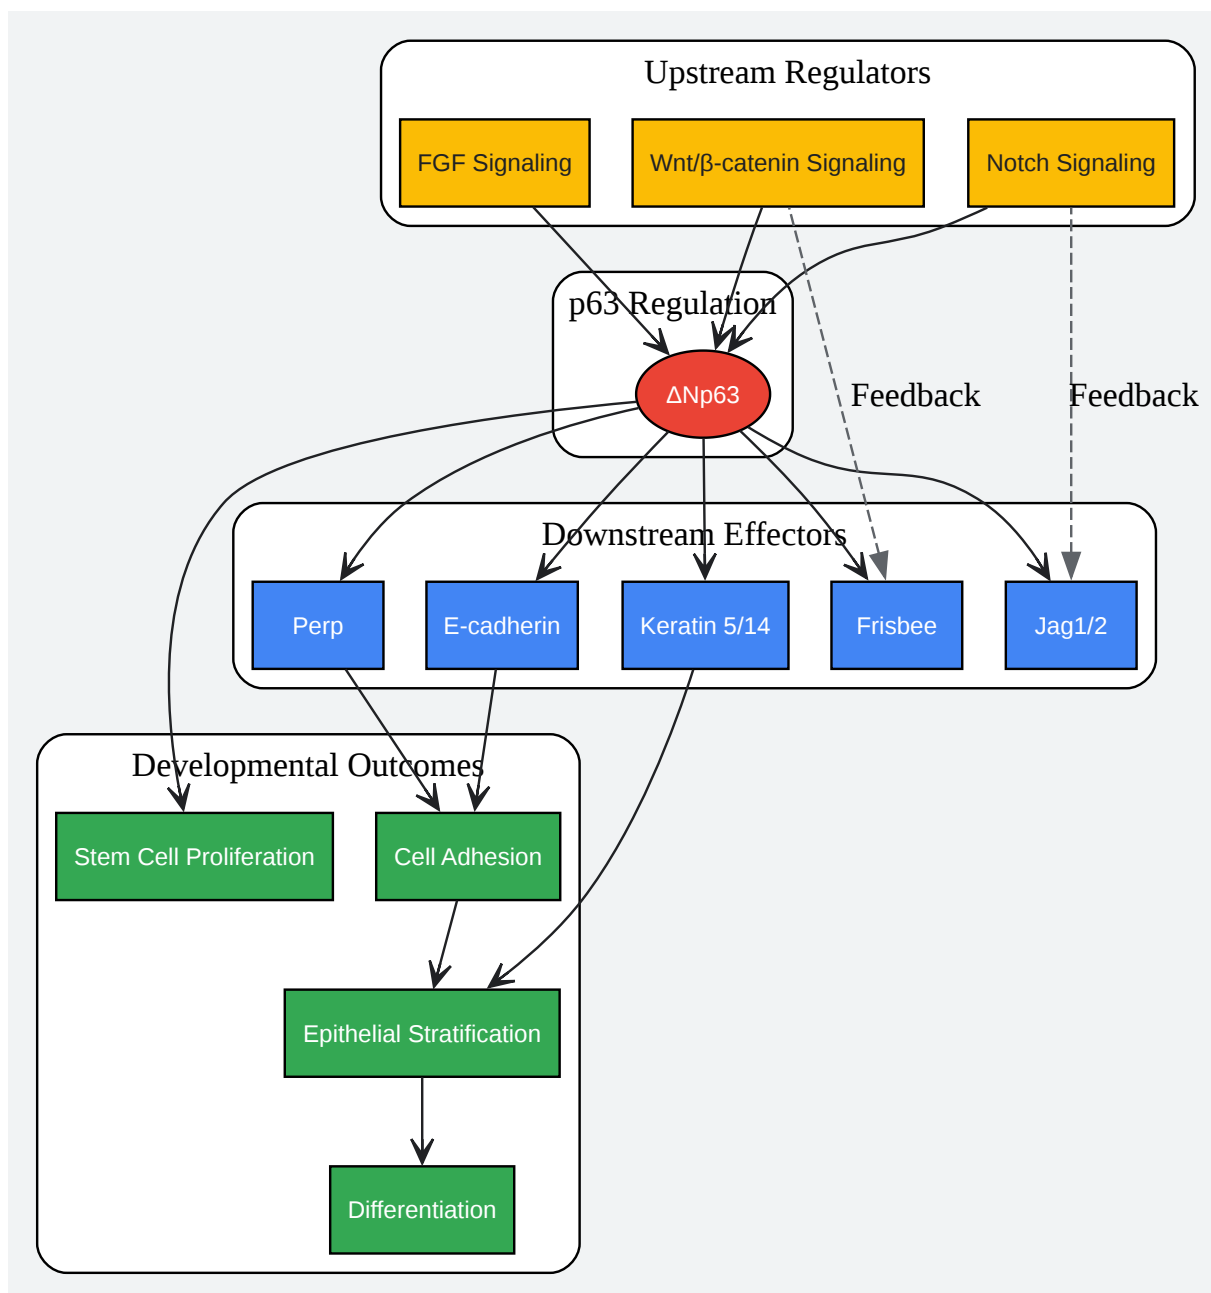 Upstream Regulators
FGF Signaling
Wnt/β-catenin Signaling
Notch Signaling
p63 Regulation
ΔNp63
Feedback
Feedback
Downstream Effectors
Perp
E-cadherin
Keratin 5/14
Frisbee
Jag1/2
Developmental Outcomes
Stem Cell Proliferation
Cell Adhesion
Epithelial Stratification
Differentiation